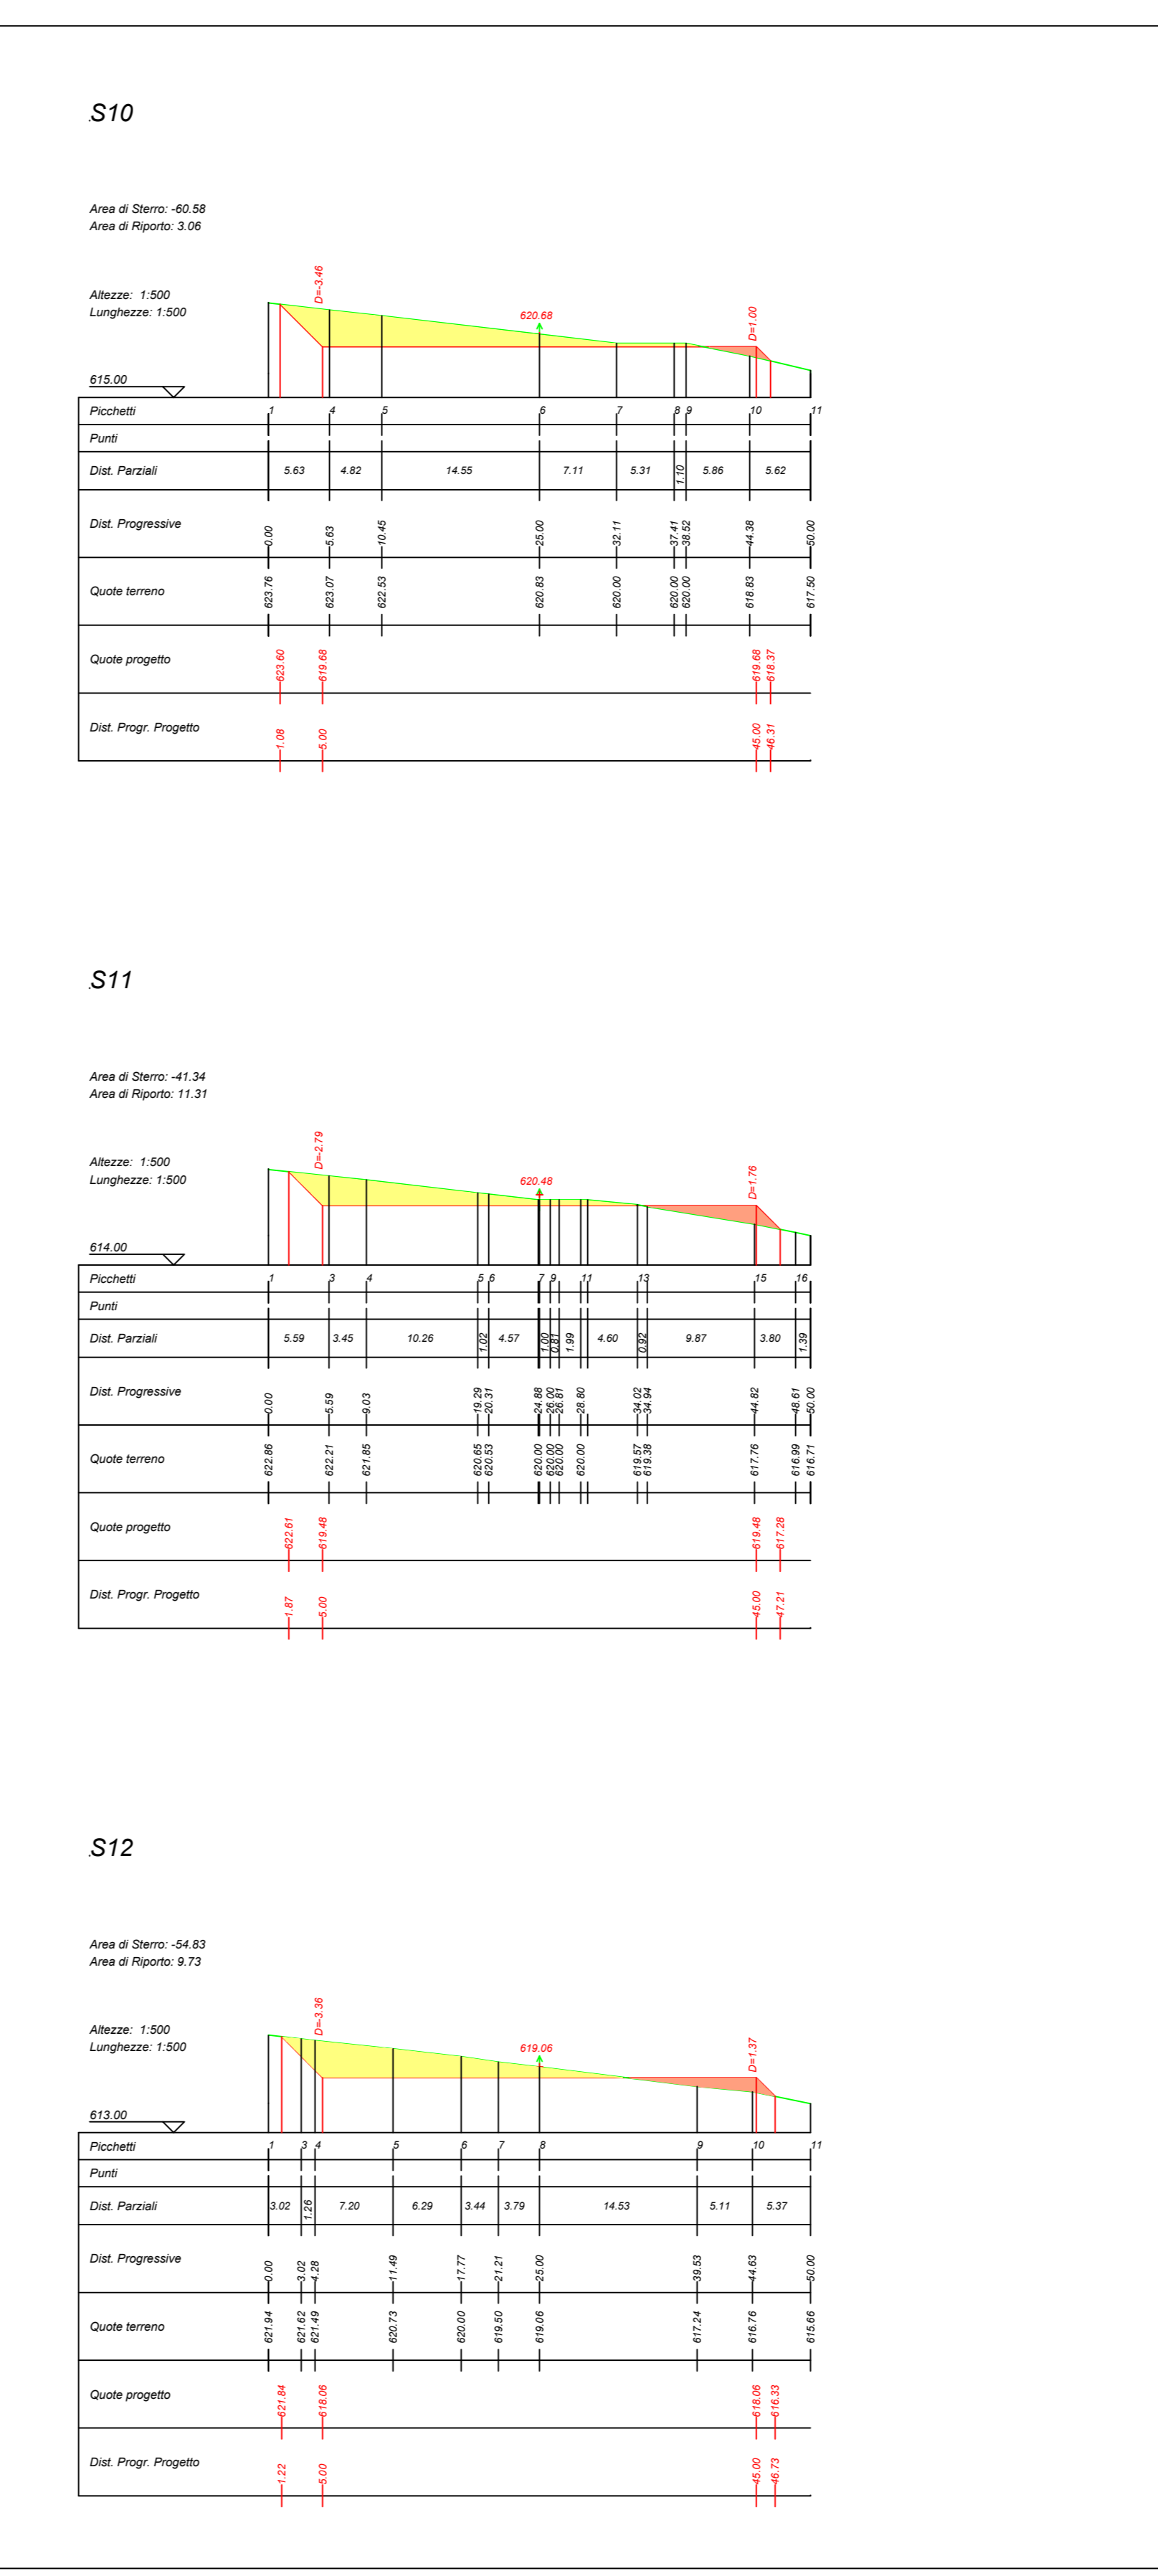 S10
Area di Sterro: -60.58
Area di Riporto: 3.06
Altezze: 1:500
Lunghezze: 1:500
D=-3.46
620.68
D=1.00
615.00
Picchetti 1 4 5 6 7 8 9 10 11
Punti
Dist. Parziali 5.63 4.82 14.55 7.11 5.31 1.10 5.86 5.62
Dist. Progressive 0.00 5.63 10.45 25.00 32.11 37.41 38.52 44.38 50.00
Quote terreno 623.76 623.07 622.53 620.83 620.00 620.00 620.00 618.83 617.50
Quote progetto 623.60 619.68 619.68 618.37
Dist. Progr. Progetto 1.08 5.00 45.00 46.31
S11
Area di Sterro: -41.34
Area di Riporto: 11.31
Altezze: 1:500
Lunghezze: 1:500
D=-2.79
620.48
D=1.76
614.00
Picchetti 1 3 4 5 6 7 9 11 13 15 16
Punti
Dist. Parziali 5.59 3.45 10.26 1.02 4.57 1.00 0.81 1.99 4.60 0.92 9.87 3.80 1.39
Dist. Progressive 0.00 5.59 9.03 19.29 20.31 24.88 26.00 26.81 28.80 34.02 34.94 44.82 48.61 50.00
Quote terreno 622.86 622.21 621.85 620.65 620.53 620.00 620.00 620.00 620.00 619.57 619.38 617.76 616.99 616.71
Quote progetto 622.61 619.48 619.48 617.28
Dist. Progr. Progetto 1.87 5.00 45.00 47.21
S12
Area di Sterro: -54.83
Area di Riporto: 9.73
Altezze: 1:500
Lunghezze: 1:500
D=-3.36
619.06
D=1.37
613.00
Picchetti 1 3 4 5 6 7 8 9 10 11
Punti
Dist. Parziali 3.02 1.26 7.20 6.29 3.44 3.79 14.53 5.11 5.37
Dist. Progressive 0.00 3.02 4.28 11.49 17.77 21.21 25.00 39.53 44.63 50.00
Quote terreno 621.94 621.62 621.49 620.73 620.00 619.50 619.06 617.24 616.76 615.66
Quote progetto 621.84 618.06 618.06 616.33
Dist. Progr. Progetto 1.22 5.00 45.00 46.73